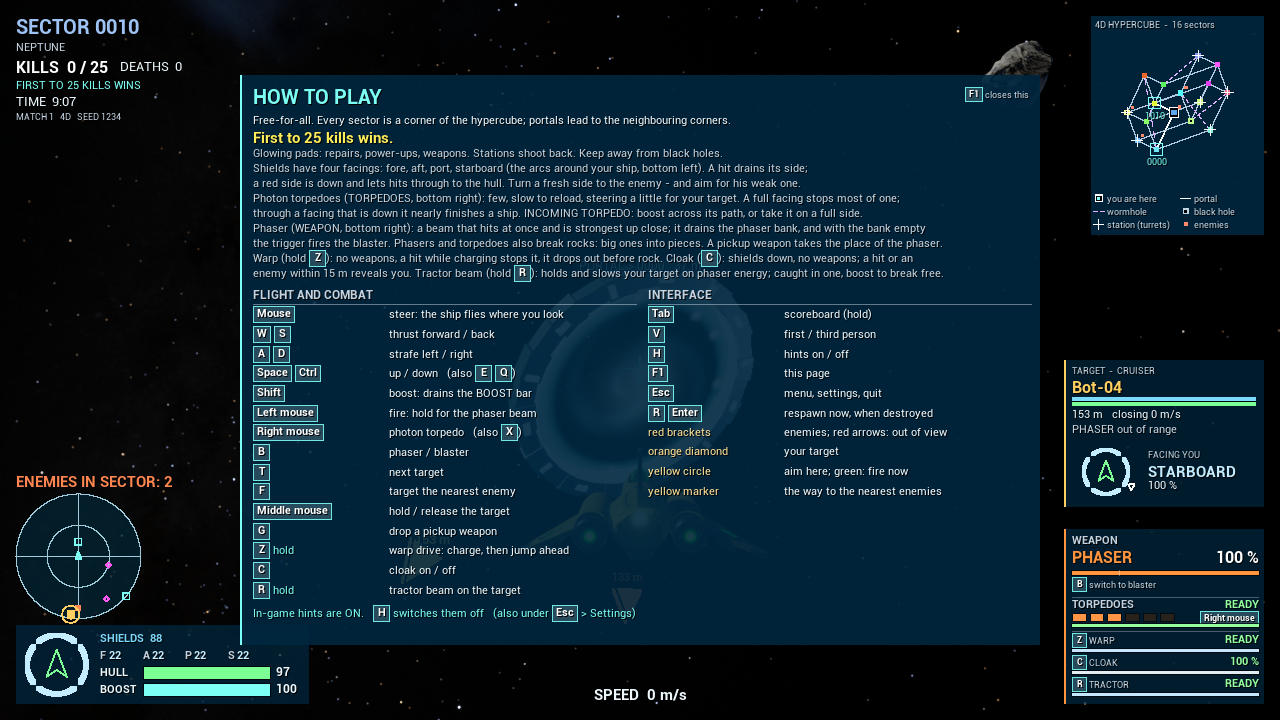 SECTOR 0010
NEPTUNE
KILLS 0 / 25 DEATHS 0
FIRST TO 25 KILLS WINS
TIME 9:07
MATCH 1 4D SEED 1234
HOW TO PLAY
F1 closes this
Free-for-all. Every sector is a corner of the hypercube; portals lead to the neighbouring corners.
First to 25 kills wins.
Glowing pads: repairs, power-ups, weapons. Stations shoot back. Keep away from black holes.
Shields have four facings: fore, aft, port, starboard (the arcs around your ship, bottom left). A hit drains its side;
a red side is down and lets hits through to the hull. Turn a fresh side to the enemy - and aim for his weak one.
Photon torpedoes (TORPEDOES, bottom right): few, slow to reload, steering a little for your target. A full facing stops most of one;
through a facing that is down it nearly finishes a ship. INCOMING TORPEDO: boost across its path, or take it on a full side.
Phaser (WEAPON, bottom right): a beam that hits at once and is strongest up close; it drains the phaser bank, and with the bank empty
the trigger fires the blaster. Phasers and torpedoes also break rocks: big ones into pieces. A pickup weapon takes the place of the phaser.
Warp (hold Z): no weapons, a hit while charging stops it, it drops out before rock. Cloak (C): shields down, no weapons; a hit or an
enemy within 15 m reveals you. Tractor beam (hold R): holds and slows your target on phaser energy; caught in one, boost to break free.
FLIGHT AND COMBAT
Mouse steer: the ship flies where you look
W S thrust forward / back
A D strafe left / right
Space Ctrl up / down (also E Q)
Shift boost: drains the BOOST bar
Left mouse fire: hold for the phaser beam
Right mouse photon torpedo (also X)
B phaser / blaster
T next target
F target the nearest enemy
Middle mouse hold / release the target
G drop a pickup weapon
Z hold warp drive: charge, then jump ahead
C cloak on / off
R hold tractor beam on the target
INTERFACE
Tab scoreboard (hold)
V first / third person
H hints on / off
F1 this page
Esc menu, settings, quit
R Enter respawn now, when destroyed
red brackets enemies; red arrows: out of view
orange diamond your target
yellow circle aim here; green: fire now
yellow marker the way to the nearest enemies
In-game hints are ON. H switches them off (also under Esc > Settings)
133 m
4D HYPERCUBE - 16 sectors
0000
you are here portal
wormhole black hole
station (turrets) enemies
TARGET - CRUISER
Bot-04
153 m closing 0 m/s
PHASER out of range
FACING YOU
STARBOARD
100 %
WEAPON
PHASER 100 %
B switch to blaster
TORPEDOES READY
Right mouse
Z WARP READY
C CLOAK 100 %
R TRACTOR READY
ENEMIES IN SECTOR: 2
SHIELDS 88
F 22 A 22 P 22 S 22
HULL 97
BOOST 100
SPEED 0 m/s